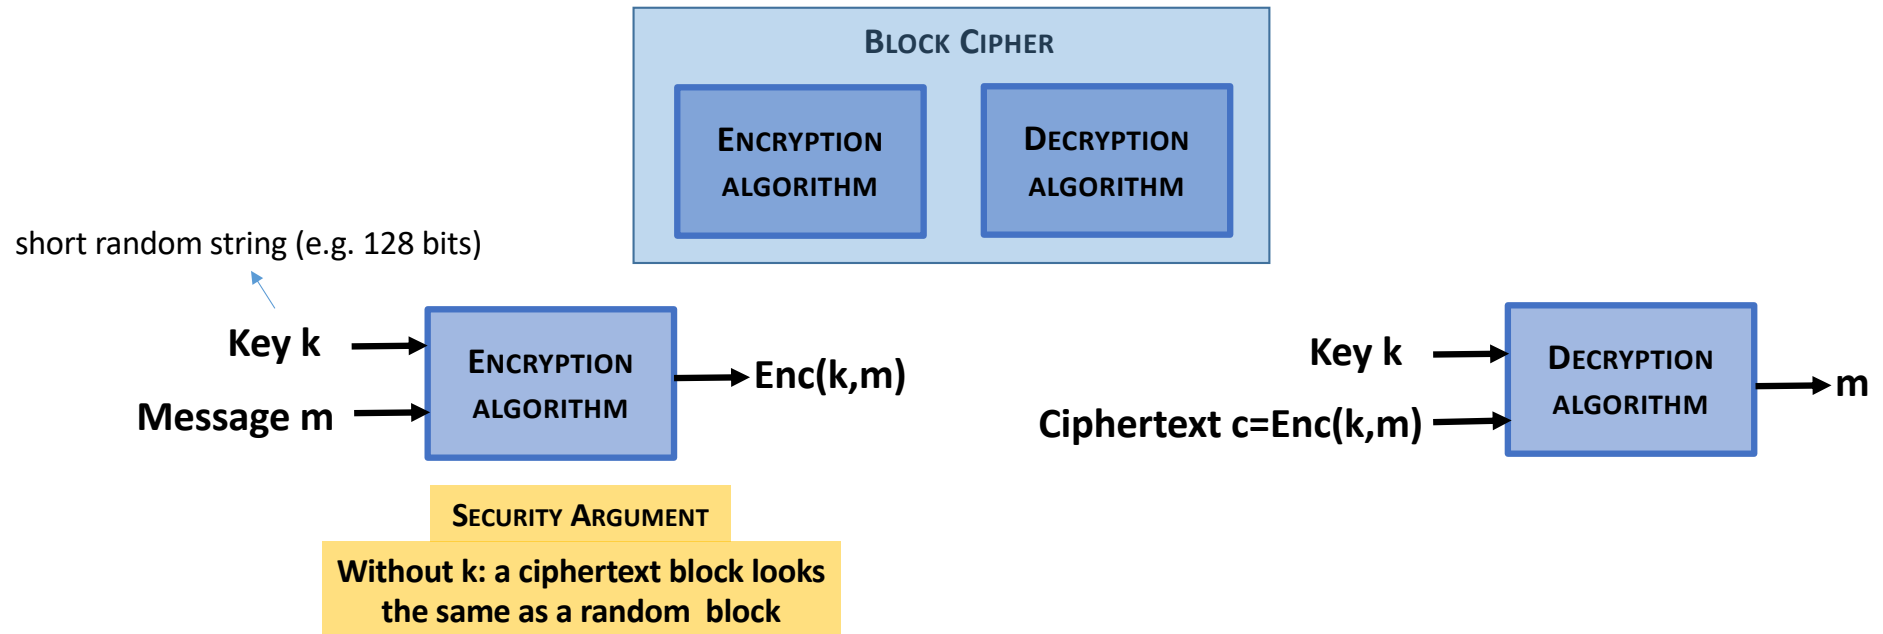 BLOCK CIPHER
ENCRYPTION
ALGORITHM
DECRYPTION
ALGORITHM
short random string (e.g. 128 bits)
Key k
Message m
ENCRYPTION
ALGORITHM
Enc(k,m)
Key k
Ciphertext c=Enc(k,m)
DECRYPTION
ALGORITHM
m
SECURITY ARGUMENT
Without k: a ciphertext block looks
the same as a random block